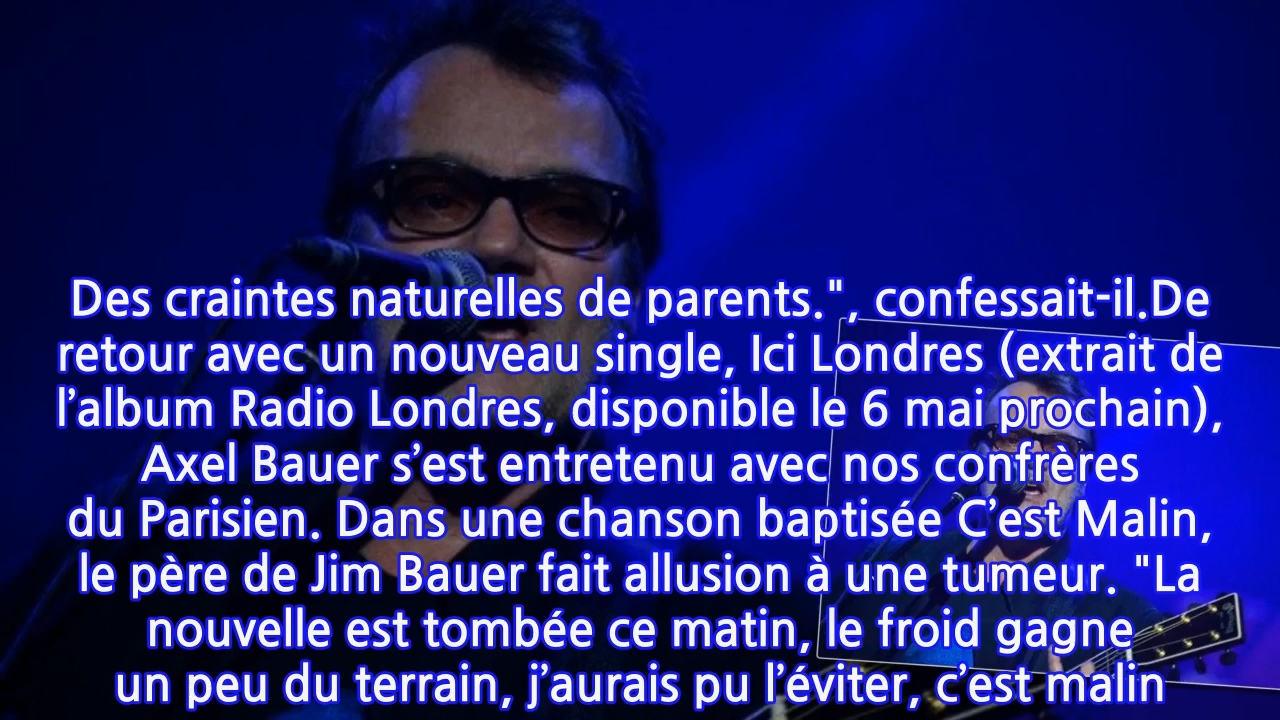 Des craintes naturelles de parents.", confessait-il.De
retour avec un nouveau single, Ici Londres (extrait de
l’album Radio Londres, disponible le 6 mai prochain),
Axel Bauer s’est entretenu avec nos confrères
du Parisien. Dans une chanson baptisée C’est Malin,
le père de Jim Bauer fait allusion à une tumeur. "La
nouvelle est tombée ce matin, le froid gagne
un peu du terrain, j’aurais pu l’éviter, c’est malin